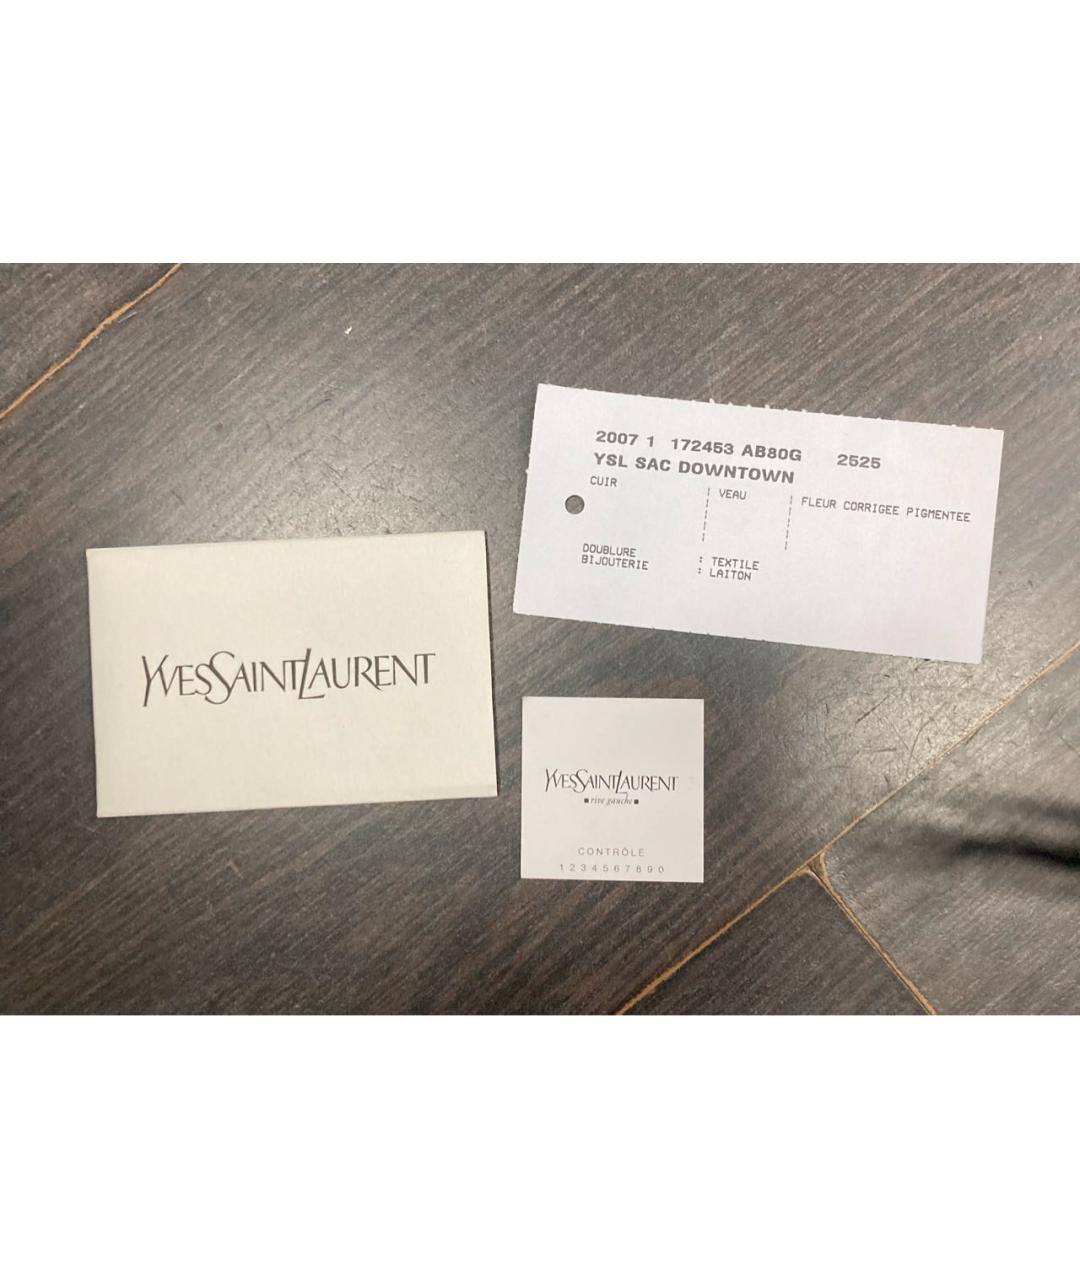 2007 1 172453 AB80G 2525
YSL SAC DOWNTOWN
CUIR | VEAU | FLEUR CORRIGEE PIGMENTEE
DOUBLURE : TEXTILE
BIJOUTERIE : LAITON
YVESSAINTLAURENT
YVESSAINTLAURENT
■ rive gauche ■
CONTRÔLE
1 2 3 4 5 6 7 8 9 0